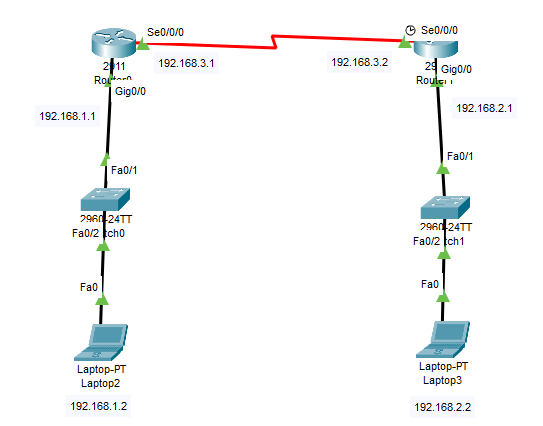 Se0/0/0
Se0/0/0
192.168.3.1
192.168.3.2
2911
Router0
Gig0/0
Gig0/0
192.168.1.1
192.168.2.1
Fa0/1
Fa0/1
2960-24TT
Fa0/2
2960-24TT
Fa0/2
Fa0
Fa0
Laptop-PT
Laptop2
Laptop-PT
Laptop3
192.168.1.2
192.168.2.2